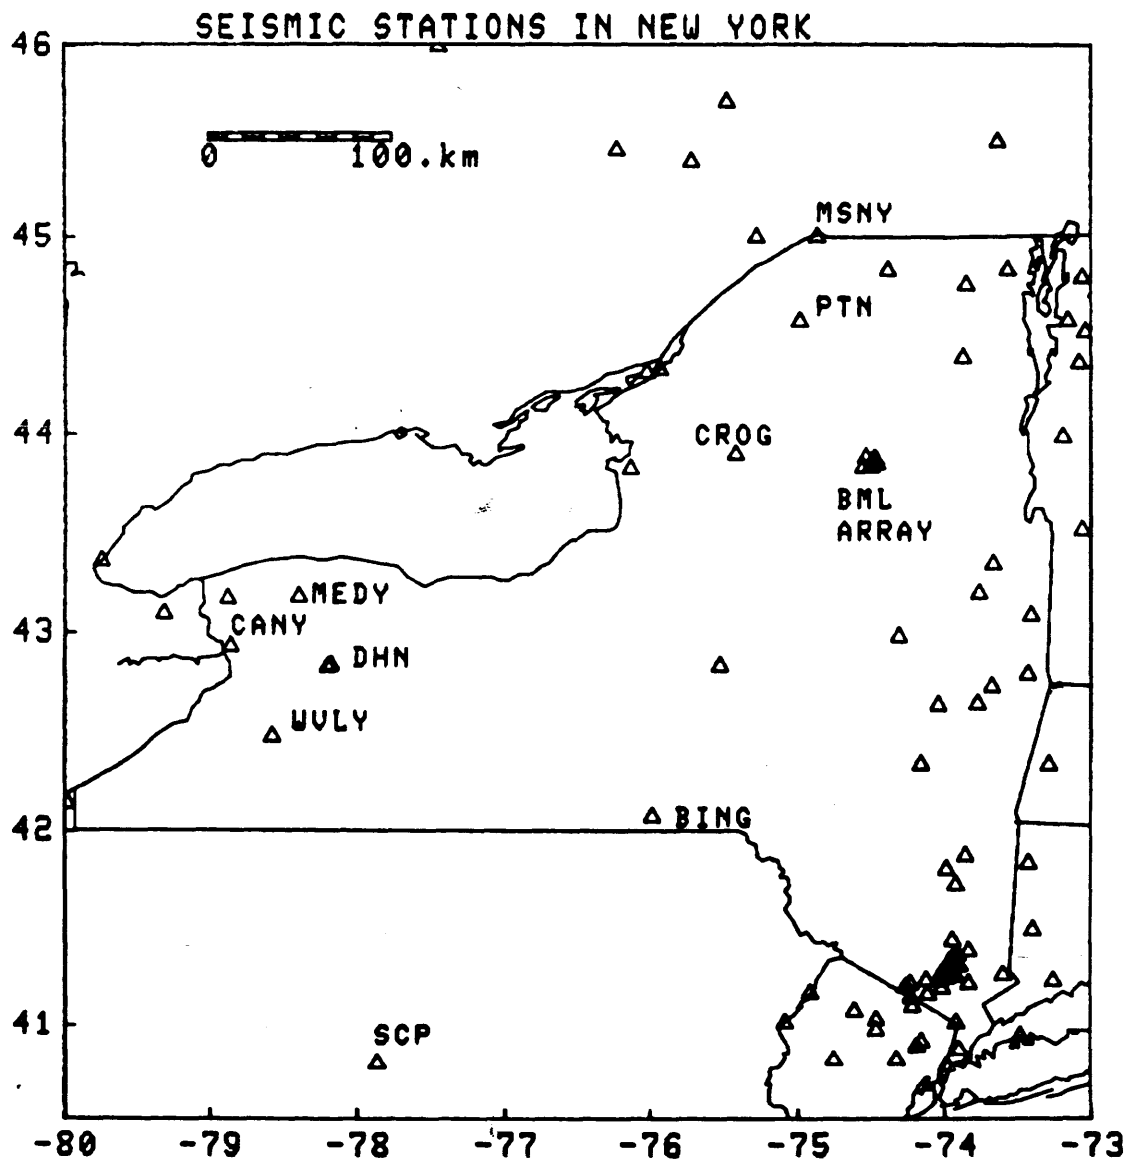 SEISMIC STATIONS IN NEW YORK
46
0 100.km
MSNY
45
PTN
44
CROG
BML
ARRAY
MEDY
CANY
43
DHN
WVLY
42
BING
41
SCP
-80 -79 -78 -77 -76 -75 -74 -73